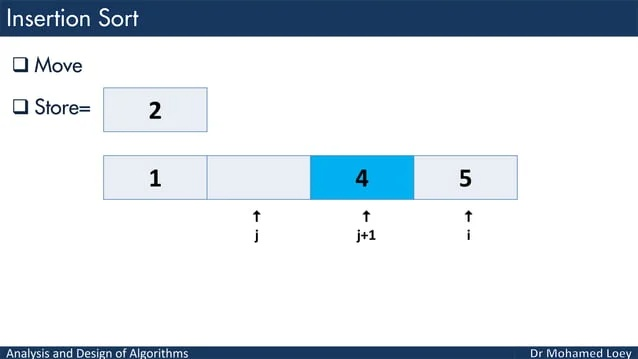 Insertion Sort
❑ Move
❑ Store= 2
1 4 5
↑ ↑ ↑
j j+1 i
Analysis and Design of Algorithms Dr Mohamed Loey